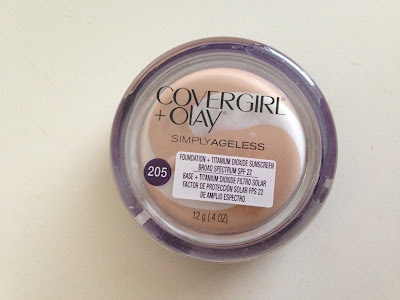 COVERGIRL®
+ Olay®
SIMPLYAGELESS
205
FOUNDATION + TITANIUM DIOXIDE SUNSCREEN
BROAD SPECTRUM SPF 22
BASE + TITANIUM DIOXIDE FILTRO SOLAR
FACTOR DE PROTECCIÓN SOLAR FPS 22
DE AMPLIO ESPECTRO
12 g (.4 OZ)